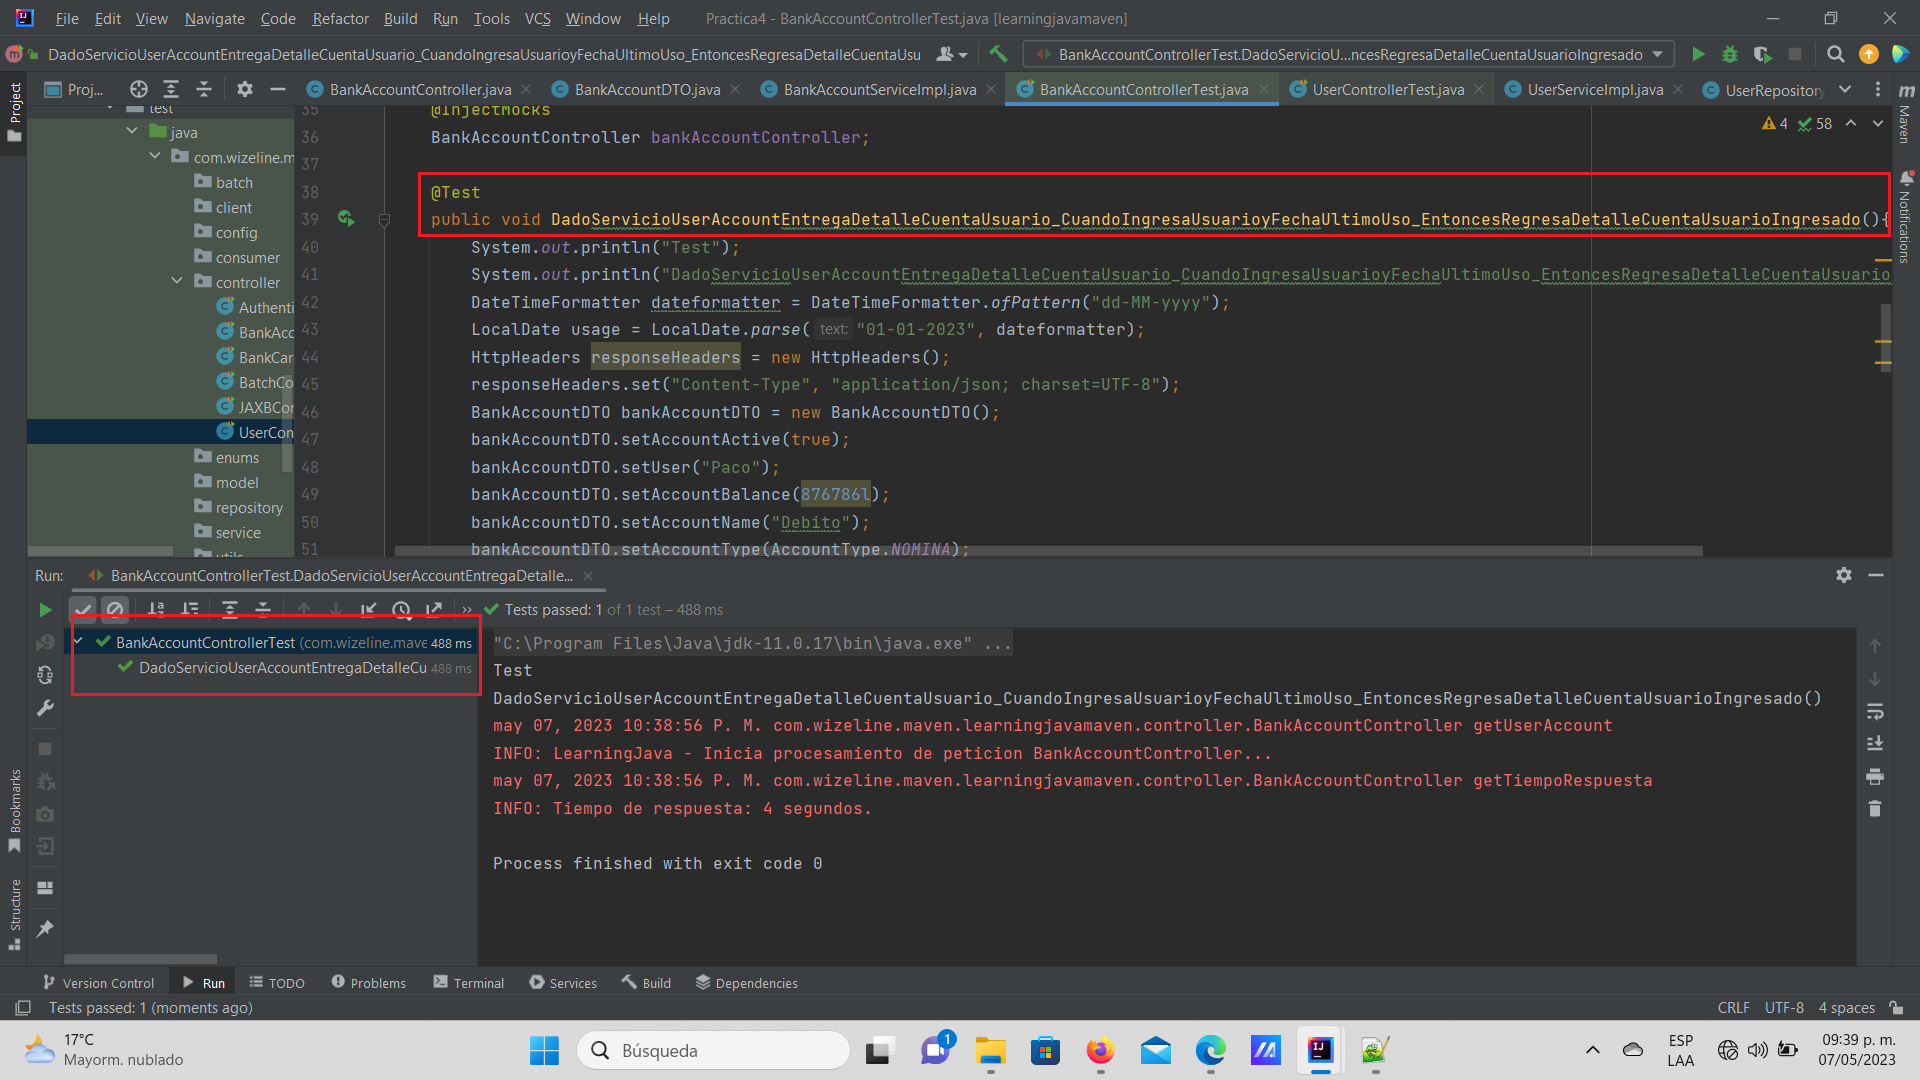 File Edit View Navigate Code Refactor Build Run Tools VCS Window Help Practica4 - BankAccountControllerTest.java [learningjavamaven]
DadoServicioUserAccountEntregaDetalleCuentaUsuario_CuandoIngresaUsuarioyFechaUltimoUso_EntoncesRegresaDetalleCuentaUsu BankAccountControllerTest.DadoServicioU...ncesRegresaDetalleCuentaUsuarioIngresado
Project
Proj... BankAccountController.java BankAccountDTO.java BankAccountServiceImpl.java BankAccountControllerTest.java UserControllerTest.java UserServiceImpl.java UserRepository
Maven
Notifications
test
java
com.wizeline.m
batch
client
config
consumer
controller
Authenti
BankAcc
BankCar
BatchCo
JAXBCon
UserCon
enums
model
repository
service
utils
4 58
35 @InjectMocks
36 BankAccountController bankAccountController;
37
38 @Test
39 public void DadoServicioUserAccountEntregaDetalleCuentaUsuario_CuandoIngresaUsuarioyFechaUltimoUso_EntoncesRegresaDetalleCuentaUsuarioIngresado(){
40 System.out.println("Test");
41 System.out.println("DadoServicioUserAccountEntregaDetalleCuentaUsuario_CuandoIngresaUsuarioyFechaUltimoUso_EntoncesRegresaDetalleCuentaUsuario
42 DateTimeFormatter dateformatter = DateTimeFormatter.ofPattern("dd-MM-yyyy");
43 LocalDate usage = LocalDate.parse( text: "01-01-2023", dateformatter);
44 HttpHeaders responseHeaders = new HttpHeaders();
45 responseHeaders.set("Content-Type", "application/json; charset=UTF-8");
46 BankAccountDTO bankAccountDTO = new BankAccountDTO();
47 bankAccountDTO.setAccountActive(true);
48 bankAccountDTO.setUser("Paco");
49 bankAccountDTO.setAccountBalance(876786l);
50 bankAccountDTO.setAccountName("Debito");
51 bankAccountDTO.setAccountType(AccountType.NOMINA);
Run: BankAccountControllerTest.DadoServicioUserAccountEntregaDetalle...
Tests passed: 1 of 1 test – 488 ms
BankAccountControllerTest (com.wizeline.mave 488 ms
DadoServicioUserAccountEntregaDetalleCu 488 ms
"C:\Program Files\Java\jdk-11.0.17\bin\java.exe" ...
Test
DadoServicioUserAccountEntregaDetalleCuentaUsuario_CuandoIngresaUsuarioyFechaUltimoUso_EntoncesRegresaDetalleCuentaUsuarioIngresado()
may 07, 2023 10:38:56 P. M. com.wizeline.maven.learningjavamaven.controller.BankAccountController getUserAccount
INFO: LearningJava - Inicia procesamiento de peticion BankAccountController...
may 07, 2023 10:38:56 P. M. com.wizeline.maven.learningjavamaven.controller.BankAccountController getTiempoRespuesta
INFO: Tiempo de respuesta: 4 segundos.
Process finished with exit code 0
Bookmarks
Structure
Version Control Run TODO Problems Terminal Services Build Dependencies
Tests passed: 1 (moments ago) CRLF UTF-8 4 spaces
17°C
Mayorm. nublado
Búsqueda
1
ESP
LAA
09:39 p. m.
07/05/2023